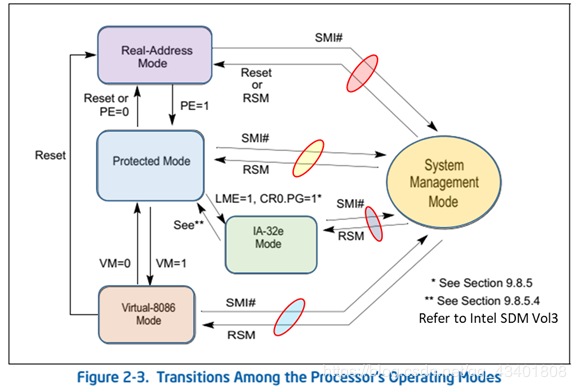 SMI#
Real-Address
Mode
Reset
or
RSM
Reset or
PE=0
PE=1
SMI#
Reset
Protected Mode
RSM
System
Management
Mode
LME=1, CR0.PG=1*
SMI#
See**
IA-32e
Mode
RSM
VM=0
VM=1
* See Section 9.8.5
** See Section 9.8.5.4
Refer to Intel SDM Vol3
Virtual-8086
Mode
SMI#
RSM
Figure 2-3. Transitions Among the Processor's Operating Modes